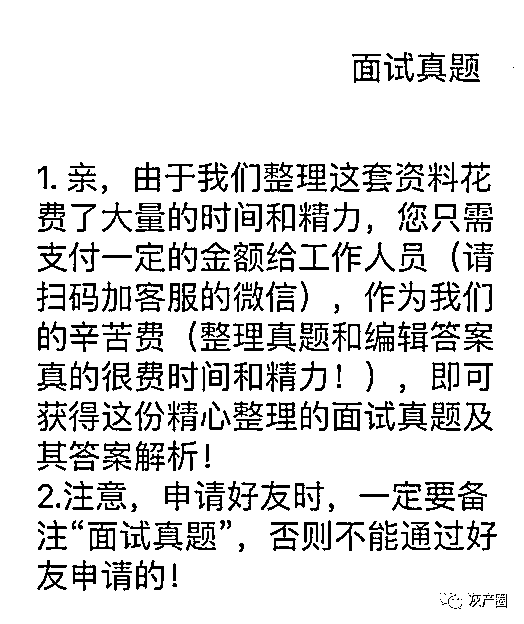 面试真题
1. 亲，由于我们整理这套资料花
费了大量的时间和精力，您只需
支付一定的金额给工作人员（请
扫码加客服的微信），作为我们
的辛苦费（整理真题和编辑答案
真的很费时间和精力！），即可
获得这份精心整理的面试真题及
其答案解析！
2.注意，申请好友时，一定要备
注“面试真题”，否则不能通过好
友申请的！
灰产圈